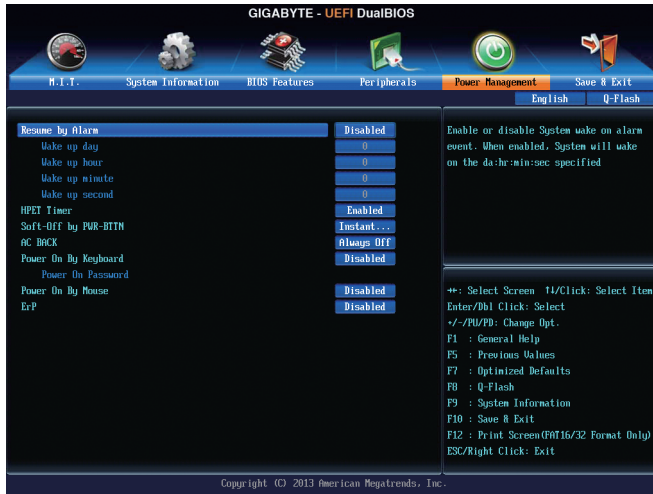 GIGABYTE - UEFI DualBIOS
M.I.T. System Information BIOS Features Peripherals Power Management Save & Exit
English Q-Flash
Resume by Alarm Disabled
Wake up day 0
Wake up hour 0
Wake up minute 0
Wake up second 0
HPET Timer Enabled
Soft-Off by PWR-BTTN Instant...
AC BACK Always Off
Power On By Keyboard Disabled
Power On Password
Power On By Mouse Disabled
ErP Disabled
Enable or disable System wake on alarm
event. When enabled, System will wake
on the da:hr:min:sec specified
→←: Select Screen ↑↓/Click: Select Item
Enter/Dbl Click: Select
+/-/PU/PD: Change Opt.
F1 : General Help
F5 : Previous Values
F7 : Optimized Defaults
F8 : Q-Flash
F9 : System Information
F10 : Save & Exit
F12 : Print Screen(FAT16/32 Format Only)
ESC/Right Click: Exit
Copyright (C) 2013 American Megatrends, Inc.